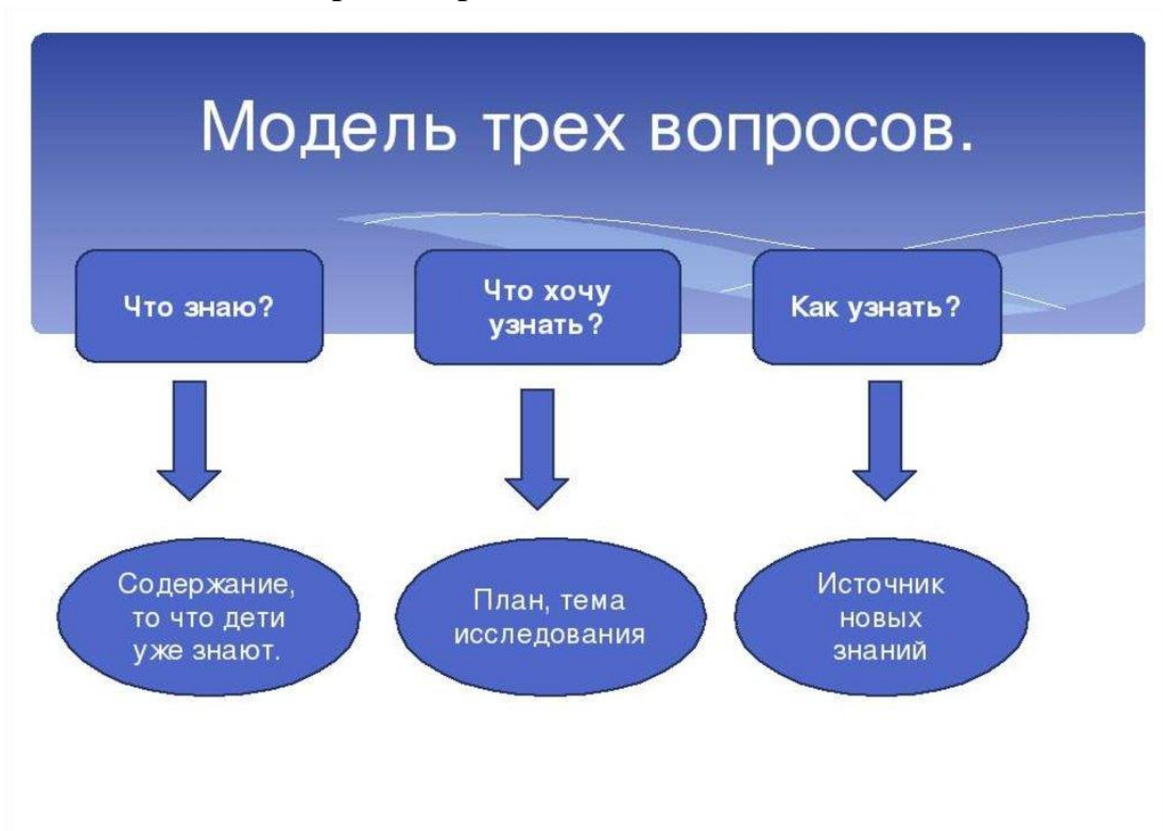 Модель трех вопросов.
Что знаю?
Что хочу
узнать?
Как узнать?
Содержание,
то что дети
уже знают.
План, тема
исследования
Источник
новых
знаний